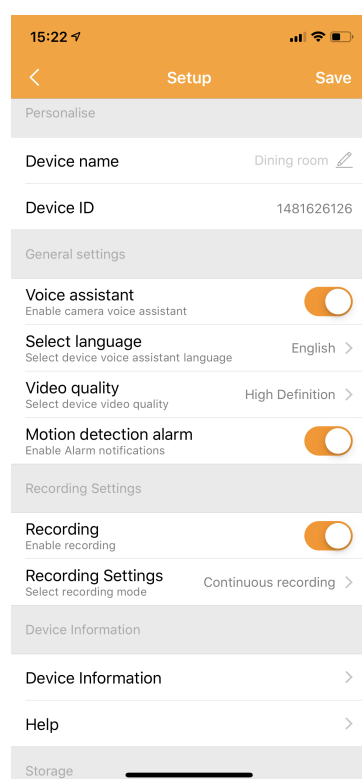 15:22
Setup Save
Personalise
Device name Dining room
Device ID 1481626126
General settings
Voice assistant
Enable camera voice assistant
Select language English
Select device voice assistant language
Video quality High Definition
Select device video quality
Motion detection alarm
Enable Alarm notifications
Recording Settings
Recording
Enable recording
Recording Settings Continuous recording
Select recording mode
Device Information
Device Information
Help
Storage